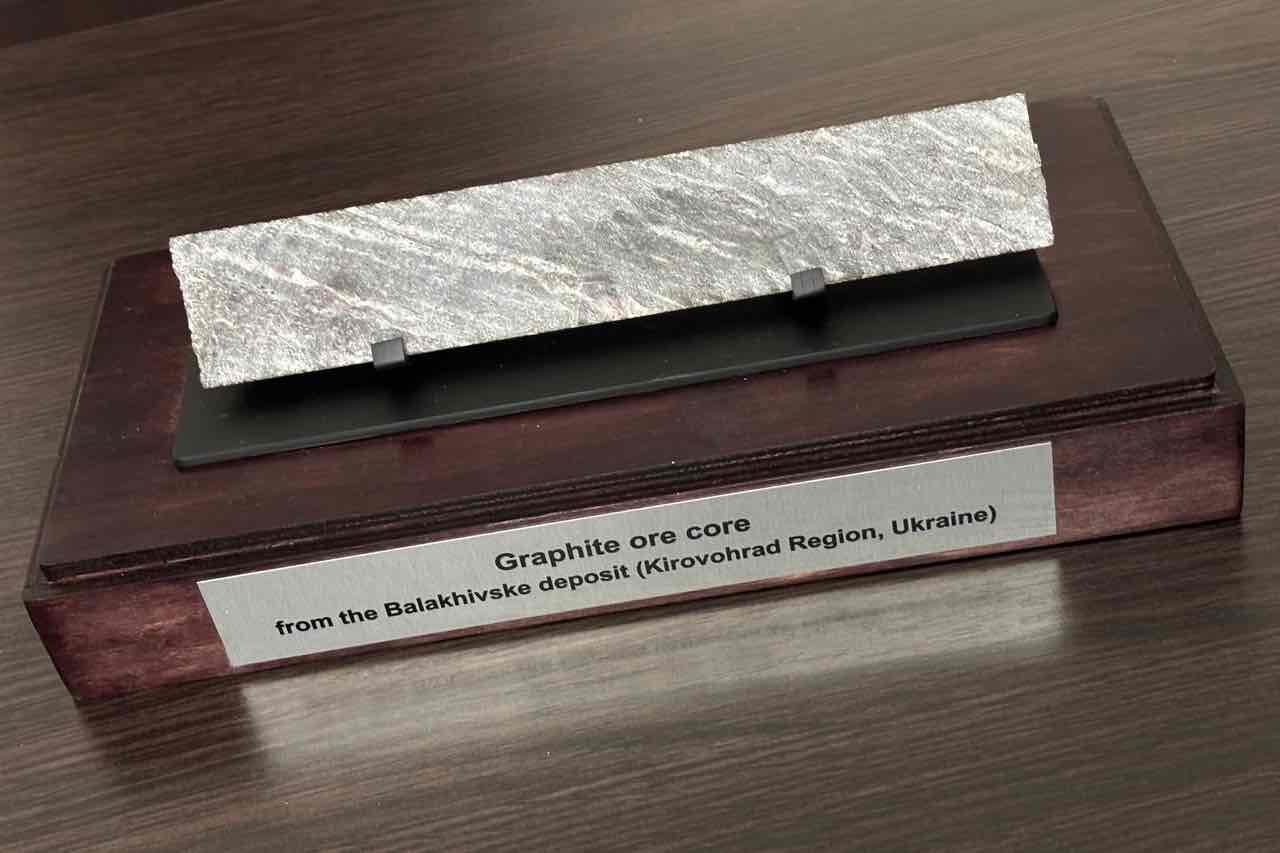 Graphite ore core
from the Balakhivske deposit (Kirovohrad Region, Ukraine)